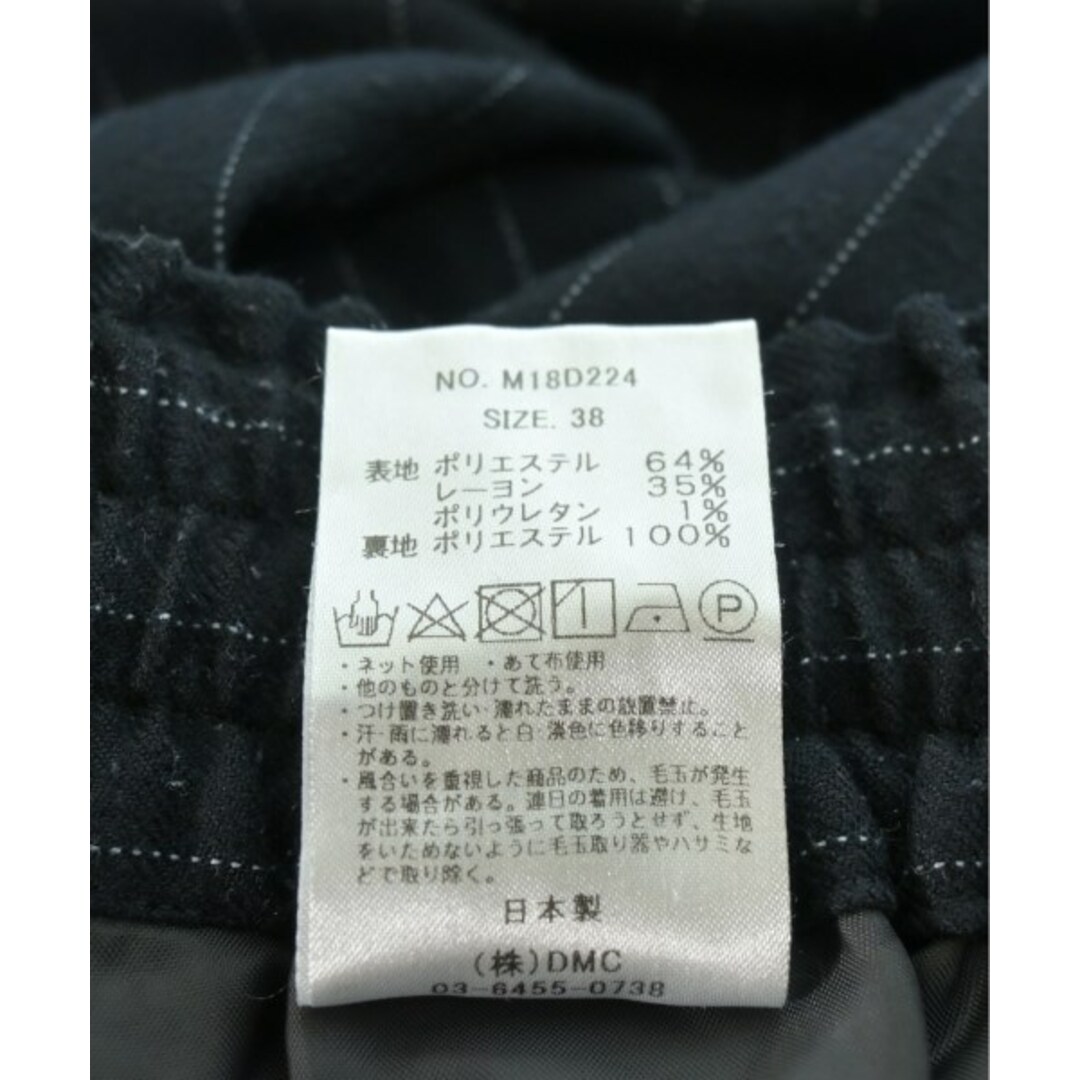 NO. M18D224
SIZE. 38
表地 ポリエステル 64%
レーヨン 35%
ポリウレタン 1%
裏地 ポリエステル 100%
P
・ネット使用 ・あて布使用
・他のものと分けて洗う。
・つけ置き洗い・濡れたままの放置禁止。
・汗・雨に濡れると白・淡色に色移りすること
がある。
・風合いを重視した商品のため、毛玉が発生
する場合がある。連日の着用は避け、毛玉
が出来たら引っ張って取ろうとせず、生地
をいためないように毛玉取り器やハサミな
どで取り除く。
日本製
(株)DMC
03-6455-0738